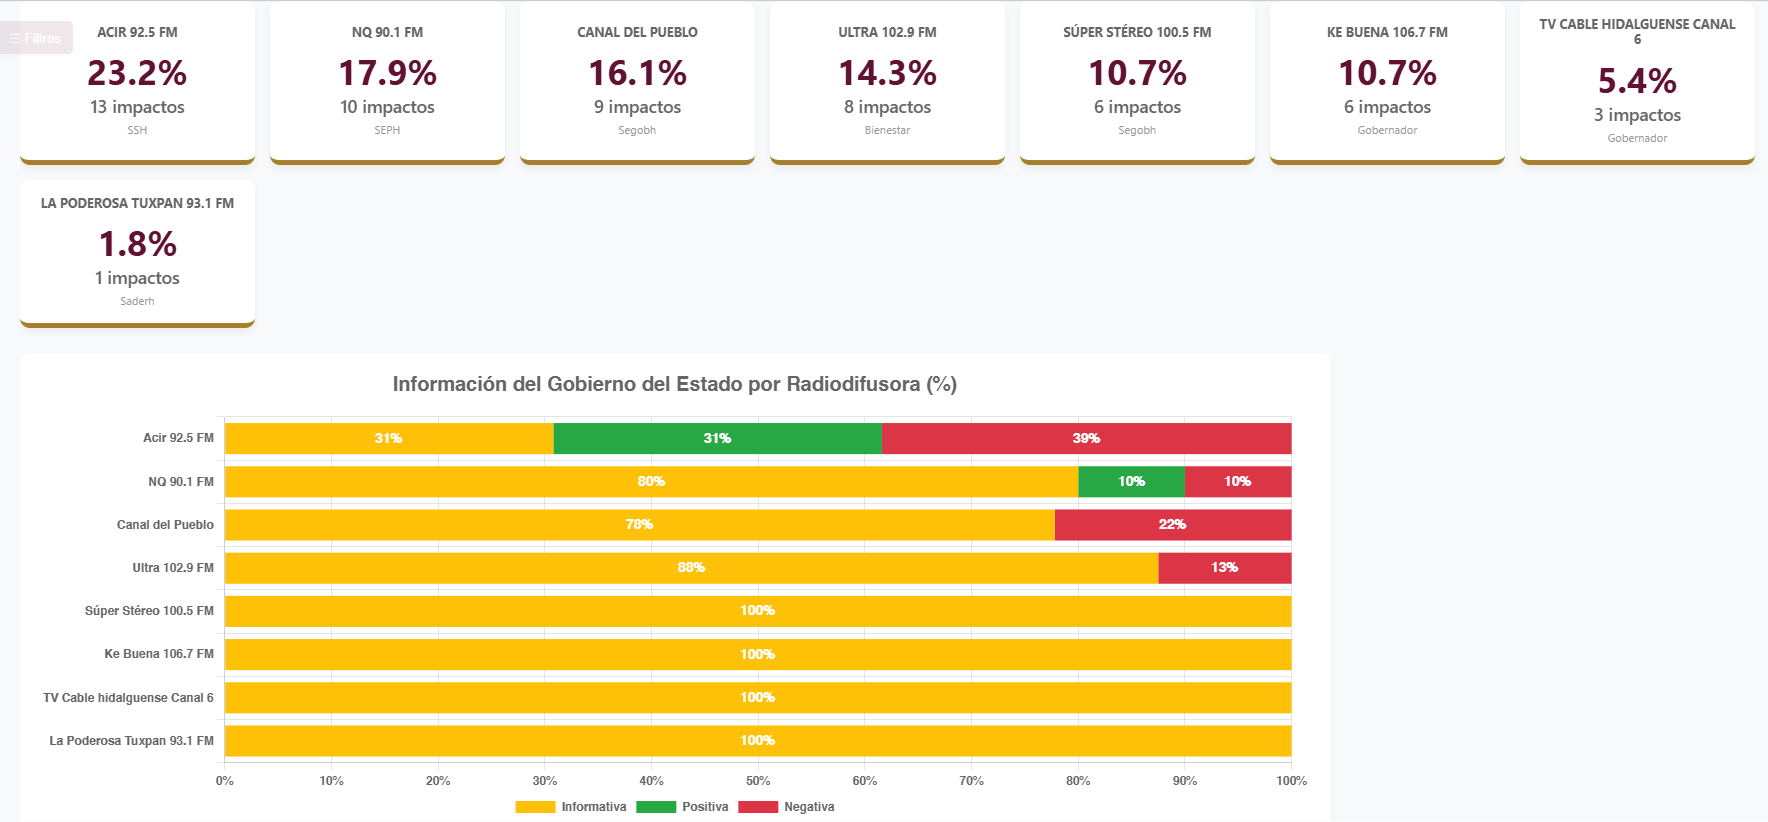 ☰ Filtros
ACIR 92.5 FM
23.2%
13 impactos
SSH
NQ 90.1 FM
17.9%
10 impactos
SEPH
CANAL DEL PUEBLO
16.1%
9 impactos
Segobh
ULTRA 102.9 FM
14.3%
8 impactos
Bienestar
SÚPER STÉREO 100.5 FM
10.7%
6 impactos
Segobh
KE BUENA 106.7 FM
10.7%
6 impactos
Gobernador
TV CABLE HIDALGUENSE CANAL
6
5.4%
3 impactos
Gobernador
LA PODEROSA TUXPAN 93.1 FM
1.8%
1 impactos
Saderh
Información del Gobierno del Estado por Radiodifusora (%)
Acir 92.5 FM 31% 31% 39%
NQ 90.1 FM 80% 10% 10%
Canal del Pueblo 78% 22%
Ultra 102.9 FM 88% 13%
Súper Stéreo 100.5 FM 100%
Ke Buena 106.7 FM 100%
TV Cable hidalguense Canal 6 100%
La Poderosa Tuxpan 93.1 FM 100%
0% 10% 20% 30% 40% 50% 60% 70% 80% 90% 100%
Informativa Positiva Negativa